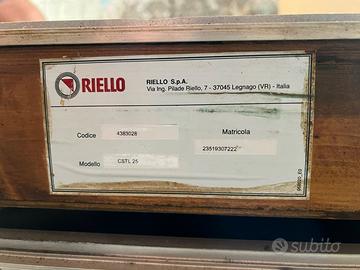 RIELLO
RIELLO S.p.A.
Via Ing. Pilade Riello, 7 - 37045 Legnago (VR) - Italia
Codice
4383028
Matricola
23519307222
Modello
CSTL 25
subito